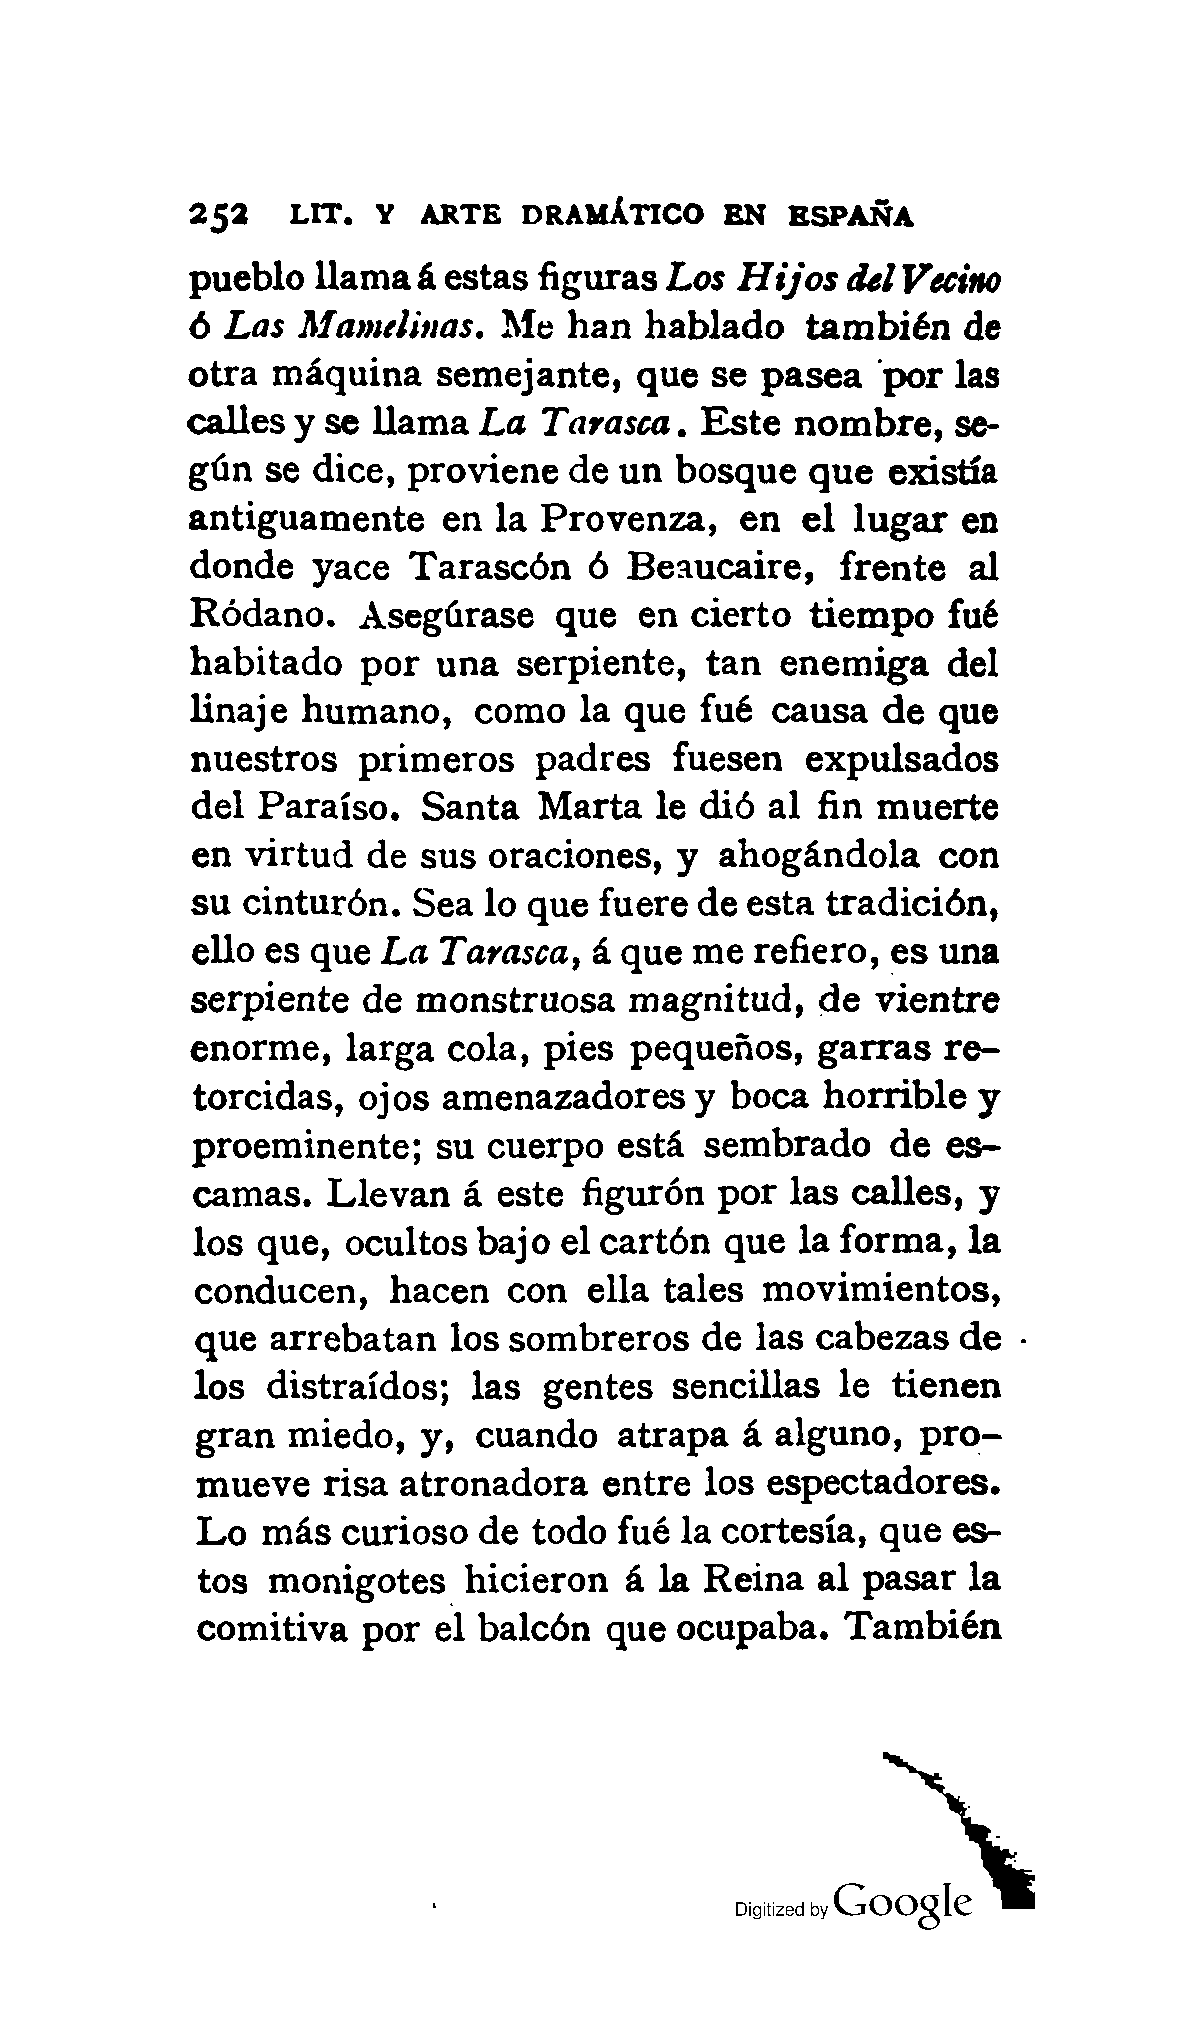 252 LIT. Y ARTE DRAMÁTICO EN ESPAÑA
pueblo llama á estas figuras Los Hijos del Vecino
ó Las Mamelinas. Me han hablado también de
otra máquina semejante, que se pasea por las
calles y se llama La Tarasca. Este nombre, se-
gún se dice, proviene de un bosque que existía
antiguamente en la Provenza, en el lugar en
donde yace Tarascón ó Beaucaire, frente al
Ródano. Asegúrase que en cierto tiempo fué
habitado por una serpiente, tan enemiga del
linaje humano, como la que fué causa de que
nuestros primeros padres fuesen expulsados
del Paraíso. Santa Marta le dió al fin muerte
en virtud de sus oraciones, y ahogándola con
su cinturón. Sea lo que fuere de esta tradición,
ello es que La Tarasca, á que me refiero, es una
serpiente de monstruosa magnitud, de vientre
enorme, larga cola, pies pequeños, garras re-
torcidas, ojos amenazadores y boca horrible y
proeminente; su cuerpo está sembrado de es-
camas. Llevan á este figurón por las calles, y
los que, ocultos bajo el cartón que la forma, la
conducen, hacen con ella tales movimientos,
que arrebatan los sombreros de las cabezas de
los distraídos; las gentes sencillas le tienen
gran miedo, y, cuando atrapa á alguno, pro-
mueve risa atronadora entre los espectadores.
Lo más curioso de todo fué la cortesía, que es-
tos monigotes hicieron á la Reina al pasar la
comitiva por el balcón que ocupaba. También
Digitized by Google